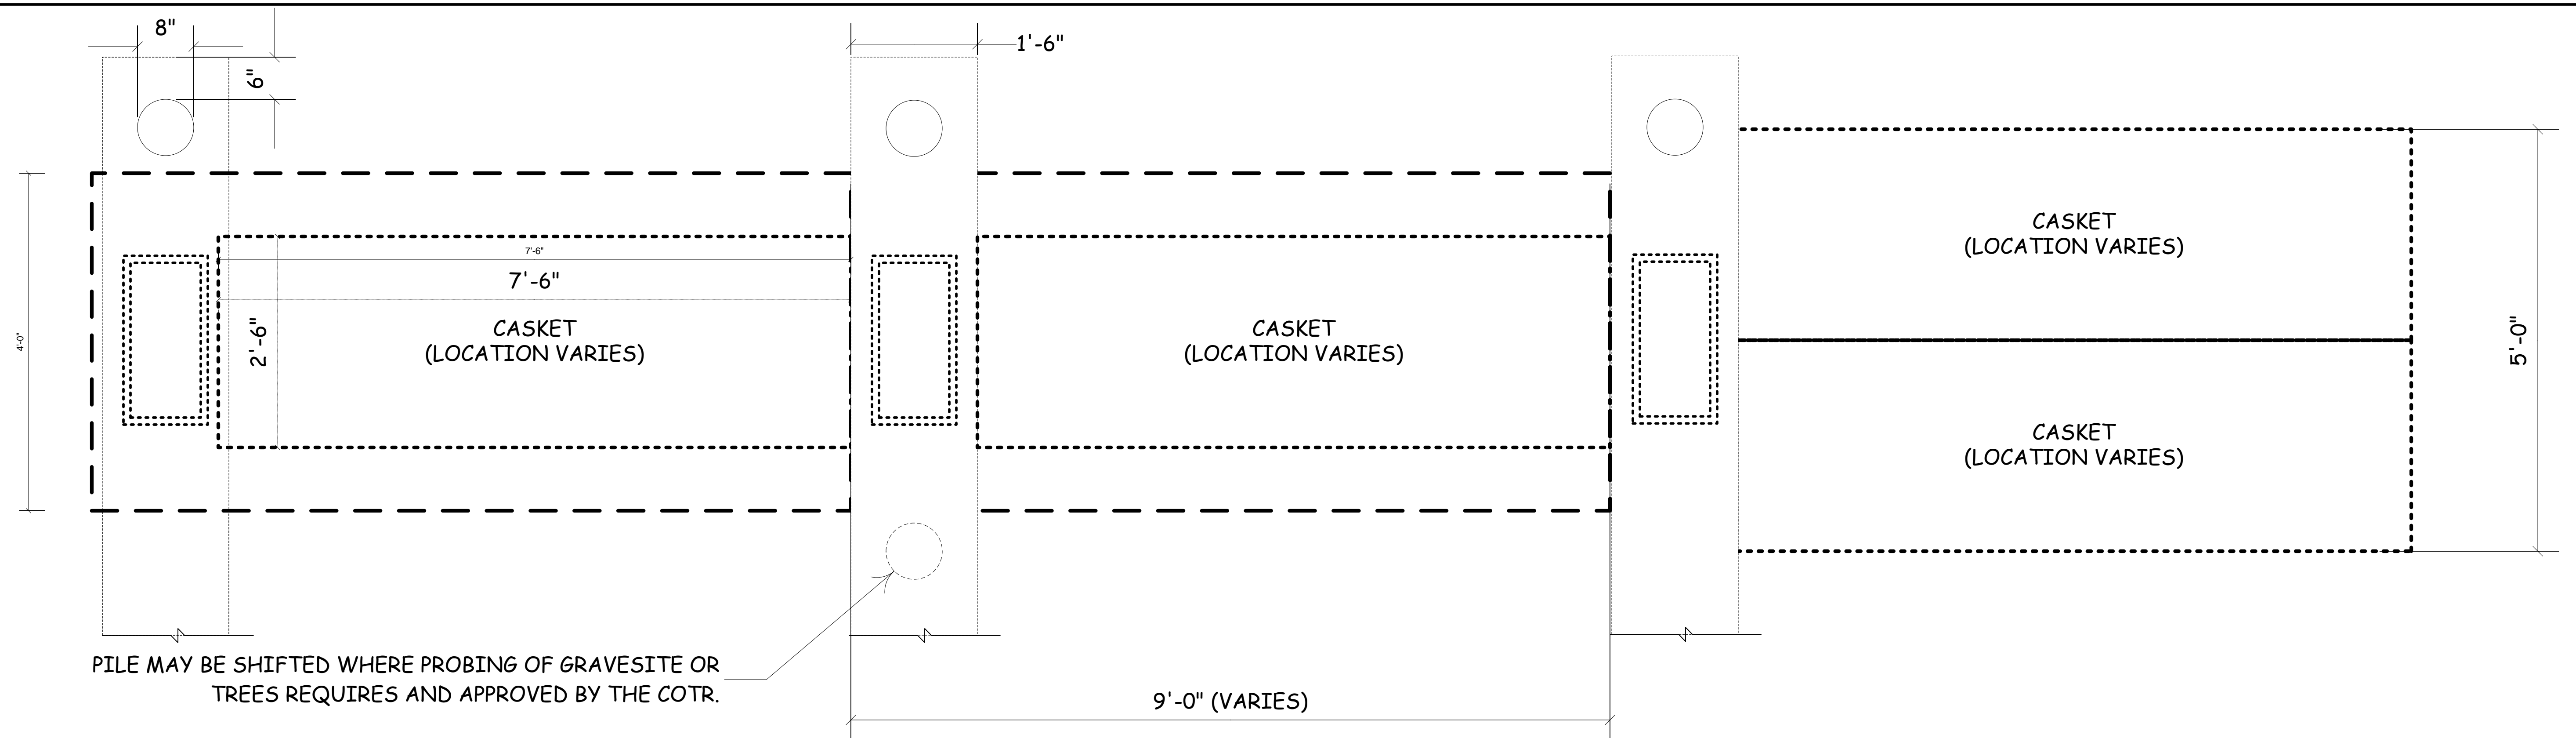 8"
1'-6"
6"
CASKET
(LOCATION VARIES)
7'-6"
7'-6"
2'-6"
4'-0"
CASKET
(LOCATION VARIES)
CASKET
(LOCATION VARIES)
5'-0"
CASKET
(LOCATION VARIES)
PILE MAY BE SHIFTED WHERE PROBING OF GRAVESITE OR
TREES REQUIRES AND APPROVED BY THE COTR.
9'-0" (VARIES)